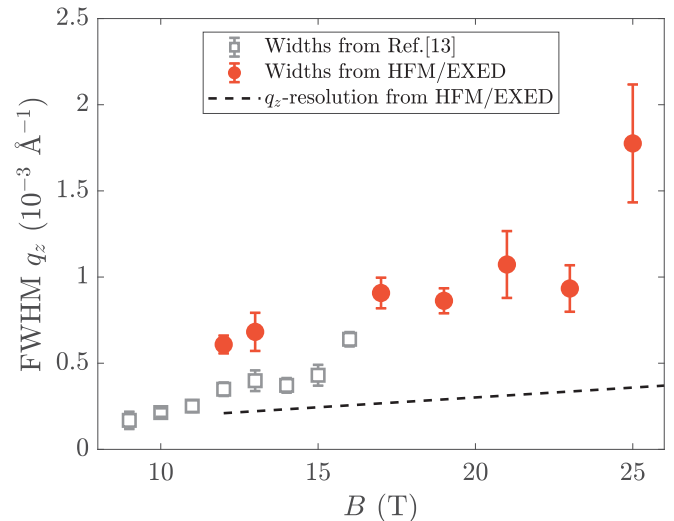 Widths from Ref.[13]
Widths from HFM/EXED
q_z-resolution from HFM/EXED
FWHM q_z (10⁻³ Å⁻¹)
2.5
2
1.5
1
0.5
0
10 15 20 25
B (T)